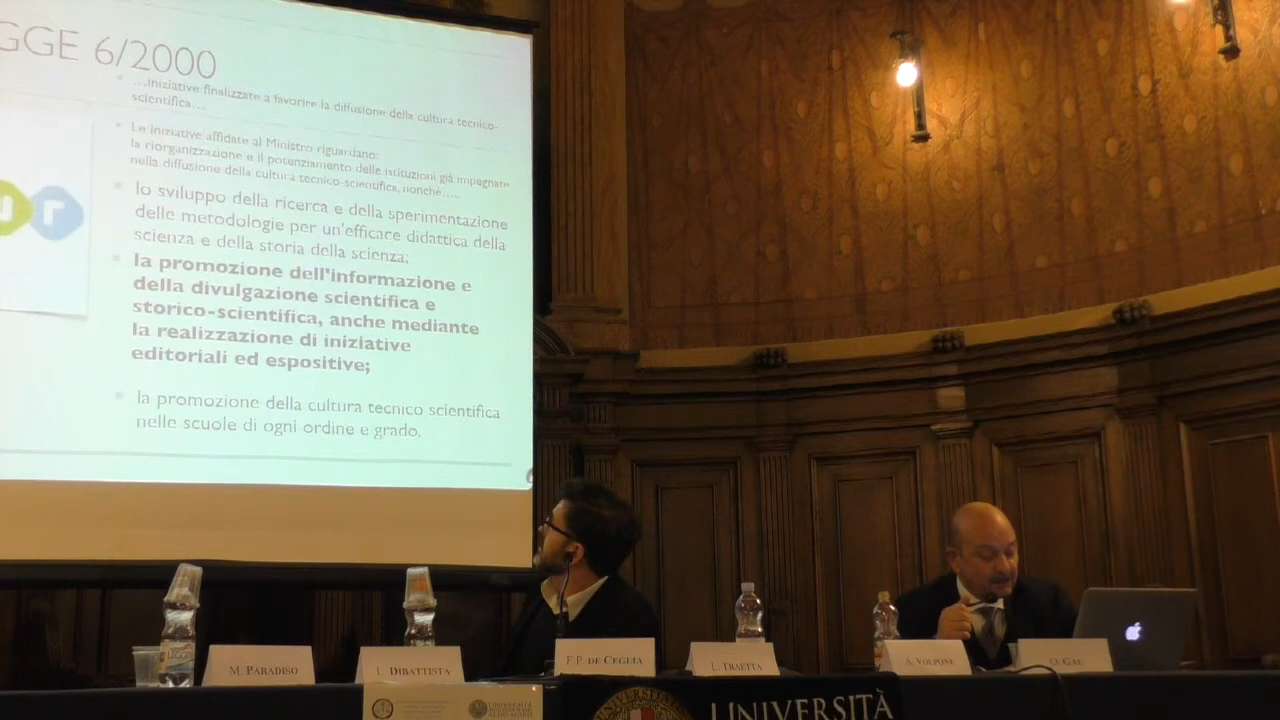 GGE 6/2000
…iniziative finalizzate a favorire la diffusione della cultura tecnico-
scientifica…
Le iniziative affidate al Ministro riguardano:
la riorganizzazione e il potenziamento delle istituzioni già impegnate
nella diffusione della cultura tecnico-scientifica, nonché…..
lo sviluppo della ricerca e della sperimentazione
delle metodologie per un'efficace didattica della
scienza e della storia della scienza;
la promozione dell'informazione e
della divulgazione scientifica e
storico-scientifica, anche mediante
la realizzazione di iniziative
editoriali ed espositive;
la promozione della cultura tecnico scientifica
nelle scuole di ogni ordine e grado.
ur
M. PARADISO
I. DIBATTISTA
F.P. DE CEGLIA
L. TRAETTA
A. VOLPONE
O. GAL
UNIVERSITÀ
ALDO MORO
UNIVERSITÀ